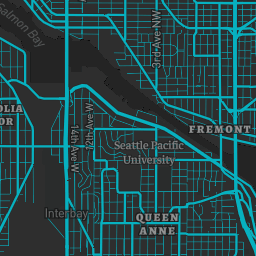 Salmon Bay
3rd Ave NW
OLIA
OR
12th Ave W
14th Ave W
FREMONT
Seattle Pacific
University
Interbay
QUEEN
ANNE